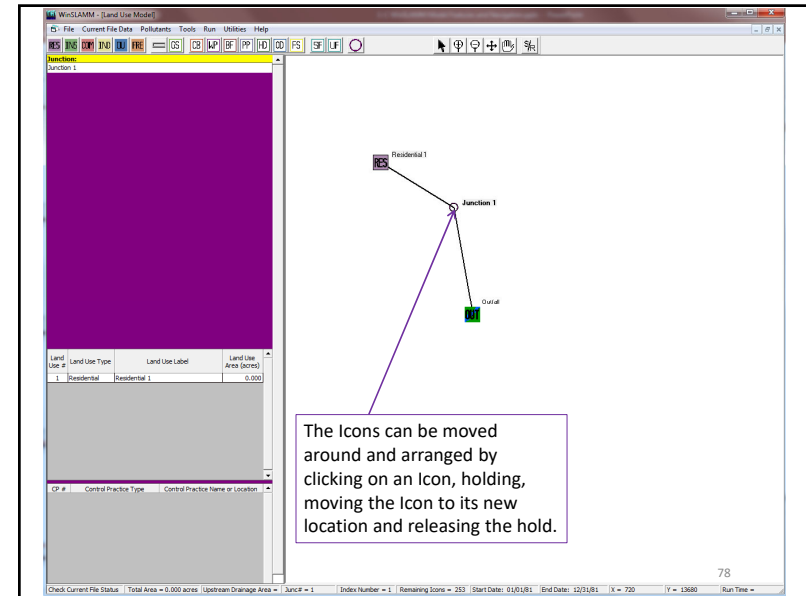 WinSLAMM - [Land Use Model]
File Current File Data Pollutants Tools Run Utilities Help
RES INS COM IND OU FRE GS CB WP BF PP HD OD FS SIF UF S/R
Junction:
Junction 1
Residential 1
RES
Junction 1
Outfall
OUT
Land Use # Land Use Type Land Use Label Land Use Area (acres)
1 Residential Residential 1 0.000
The Icons can be moved
around and arranged by
clicking on an Icon, holding,
moving the Icon to its new
location and releasing the hold.
CP # Control Practice Type Control Practice Name or Location
78
Check Current File Status Total Area = 0.000 acres Upstream Drainage Area = Junc# = 1 Index Number = 1 Remaining Icons = 253 Start Date: 01/01/81 End Date: 12/31/81 X = 720 Y = 13680 Run Time =